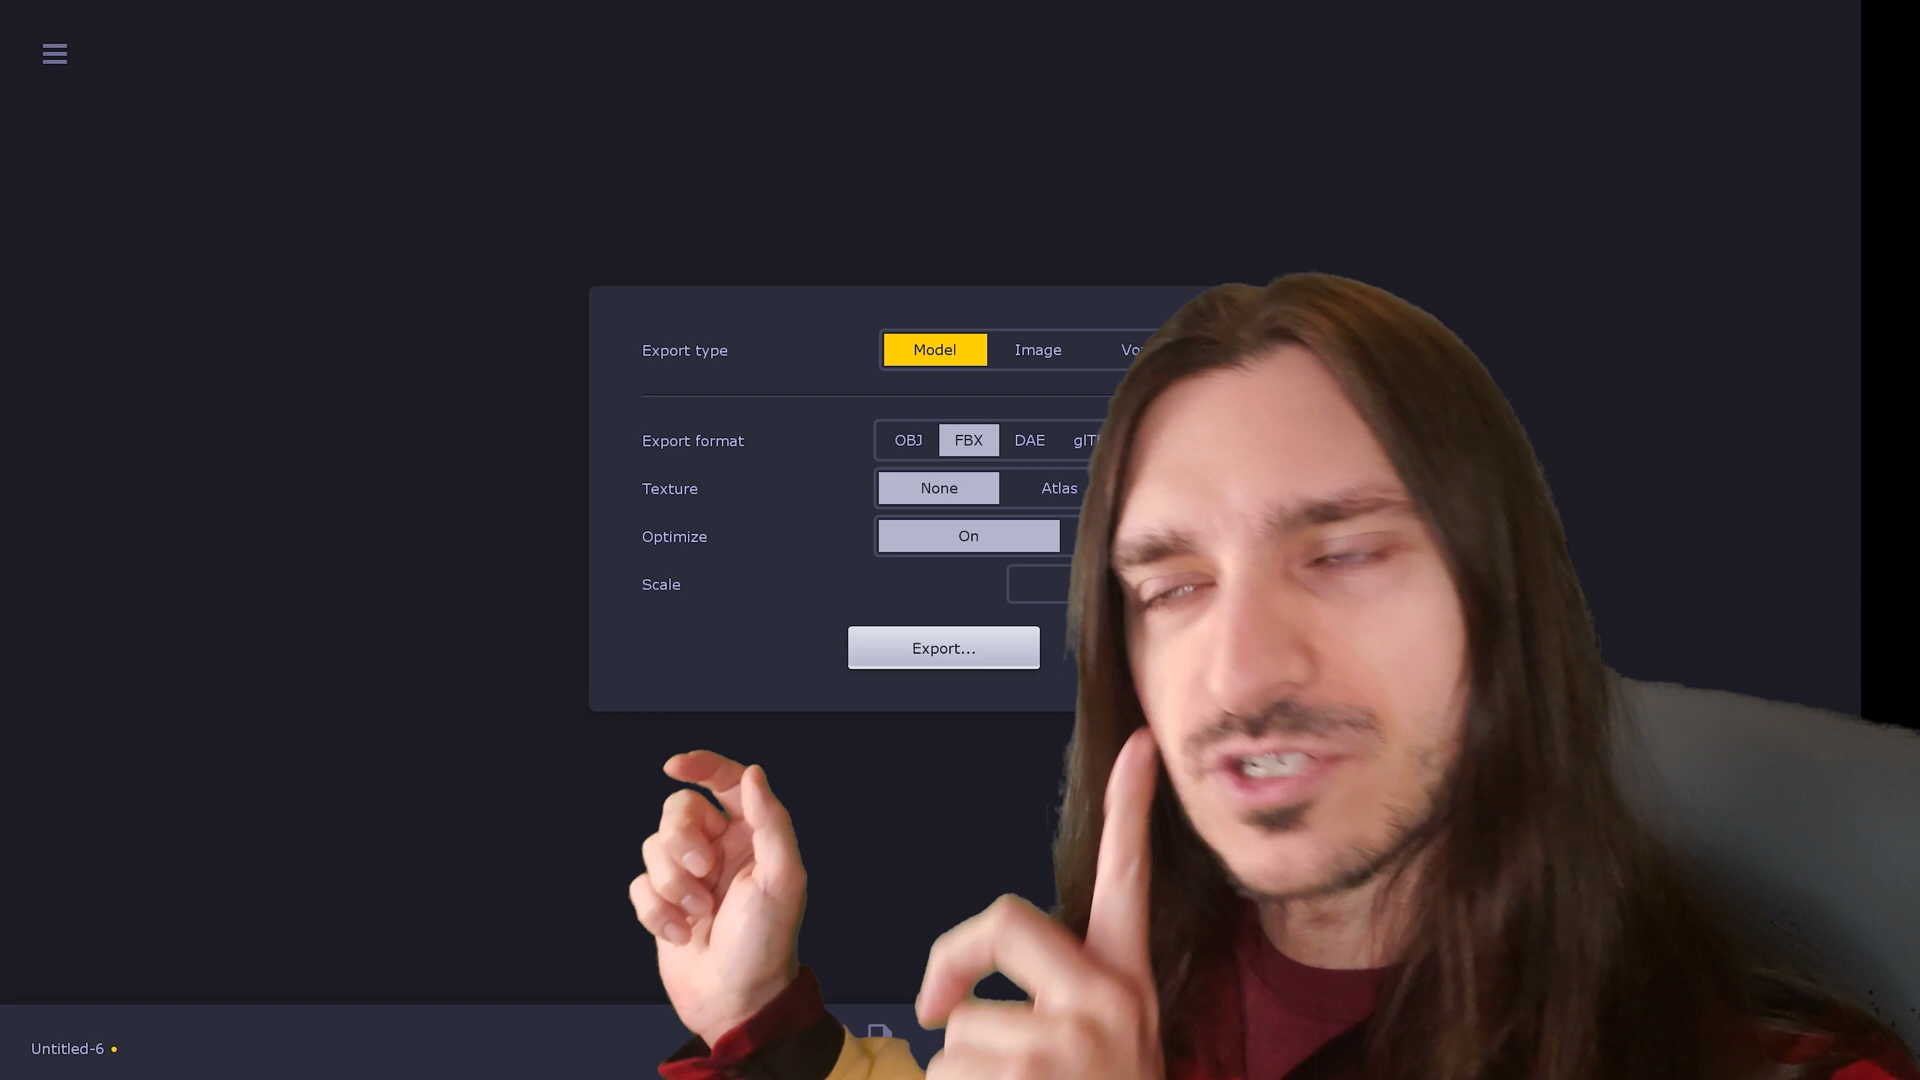 Export type Model Image
Export format OBJ FBX DAE
Texture None Atlas
Optimize On
Scale
Export...
Untitled-6